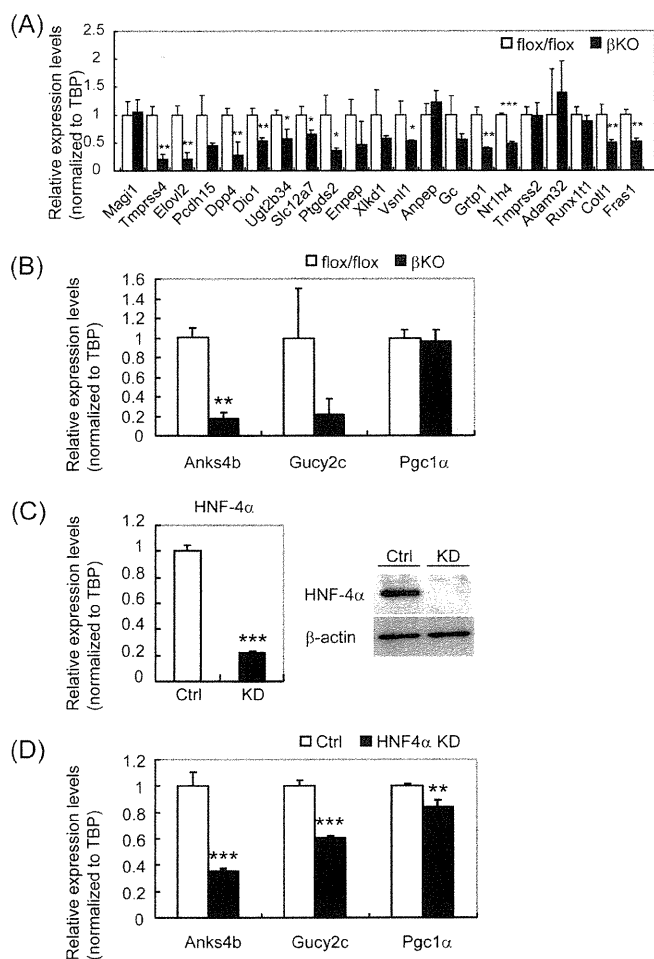 (A)
Relative expression levels
(normalized to TBP)
flox/flox βKO
2.5
2
1.5
1
0.5
0
** ** ** ** * * * * ** *** ** **
Magi1
Tmprss4
Elovl2
Pcdh15
Dpp4
Dio1
Ugt2b34
Slc12a7
Ptgds2
Enpep
Xlkd1
Vsnl1
Anpep
Gc
Grtp1
Nr1h4
Tmprss2
Adam32
Runx1t1
Coll1
Fras1
(B)
Relative expression levels
(normalized to TBP)
flox/flox βKO
1.6
1.4
1.2
1.0
0.8
0.6
0.4
0.2
0
**
Anks4b Gucy2c Pgc1α
(C)
HNF-4α
Relative expression levels
(normalized to TBP)
1.2
1
0.8
0.6
0.4
0.2
0
***
Ctrl KD
Ctrl KD
HNF-4α
β-actin
(D)
Relative expression levels
(normalized to TBP)
Ctrl HNF4α KD
1.2
1
0.8
0.6
0.4
0.2
0
*** *** **
Anks4b Gucy2c Pgc1α